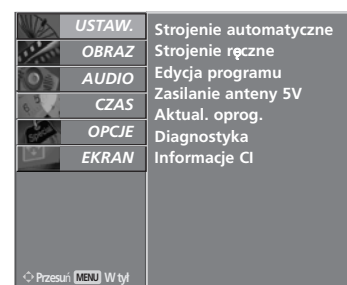 USTAW.
OBRAZ
AUDIO
CZAS
OPCJE
EKRAN
Strojenie automatyczne
Strojenie ręczne
Edycja programu
Zasilanie anteny 5V
Aktual. oprog.
Diagnostyka
Informacje CI
Przesuń MENU W tył